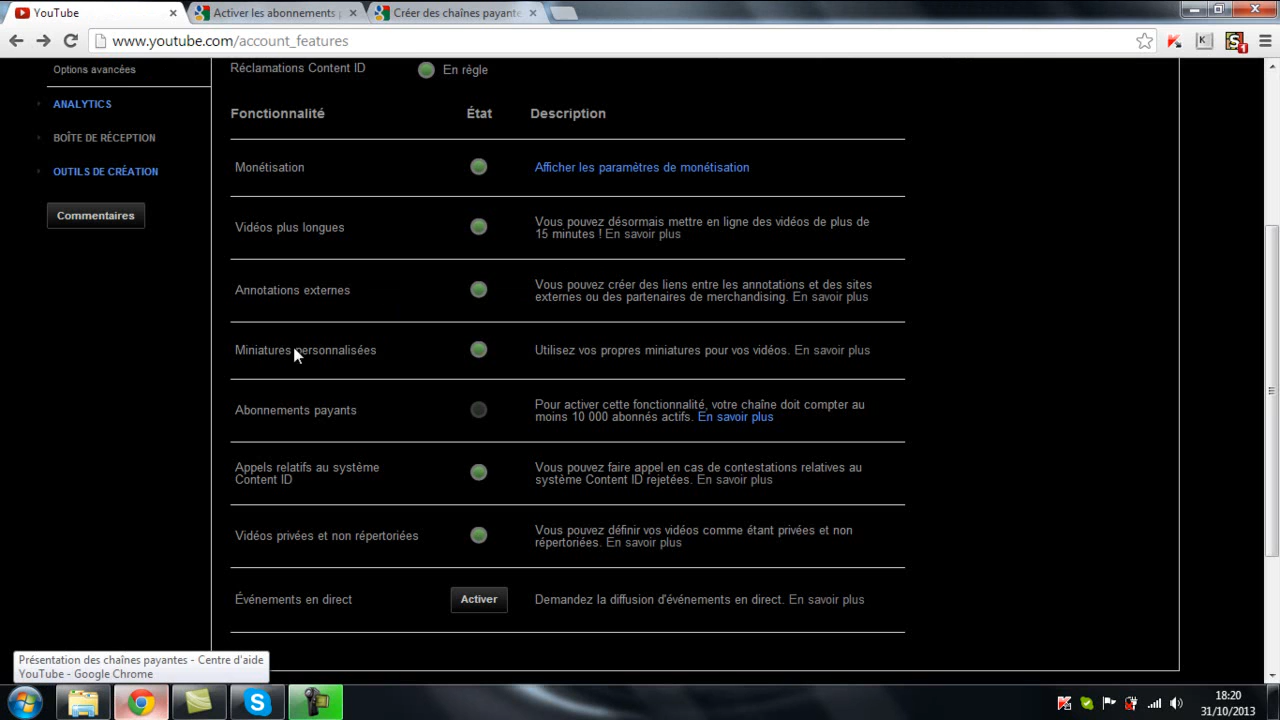 YouTube
Activer les abonnements
Créer des chaînes payante
www.youtube.com/account_features
Options avancées
ANALYTICS
BOÎTE DE RÉCEPTION
OUTILS DE CRÉATION
Commentaires
Réclamations Content ID En règle
Fonctionnalité État Description
Monétisation Afficher les paramètres de monétisation
Vidéos plus longues
Vous pouvez désormais mettre en ligne des vidéos de plus de
15 minutes ! En savoir plus
Annotations externes
Vous pouvez créer des liens entre les annotations et des sites
externes ou des partenaires de merchandising. En savoir plus
Miniatures personnalisées Utilisez vos propres miniatures pour vos vidéos. En savoir plus
Abonnements payants
Pour activer cette fonctionnalité, votre chaîne doit compter au
moins 10 000 abonnés actifs. En savoir plus
Appels relatifs au système
Content ID
Vous pouvez faire appel en cas de contestations relatives au
système Content ID rejetées. En savoir plus
Vidéos privées et non répertoriées
Vous pouvez définir vos vidéos comme étant privées et non
répertoriées. En savoir plus
Événements en direct Activer Demandez la diffusion d'événements en direct. En savoir plus
Présentation des chaînes payantes - Centre d'aide
YouTube - Google Chrome
18:20
31/10/2013